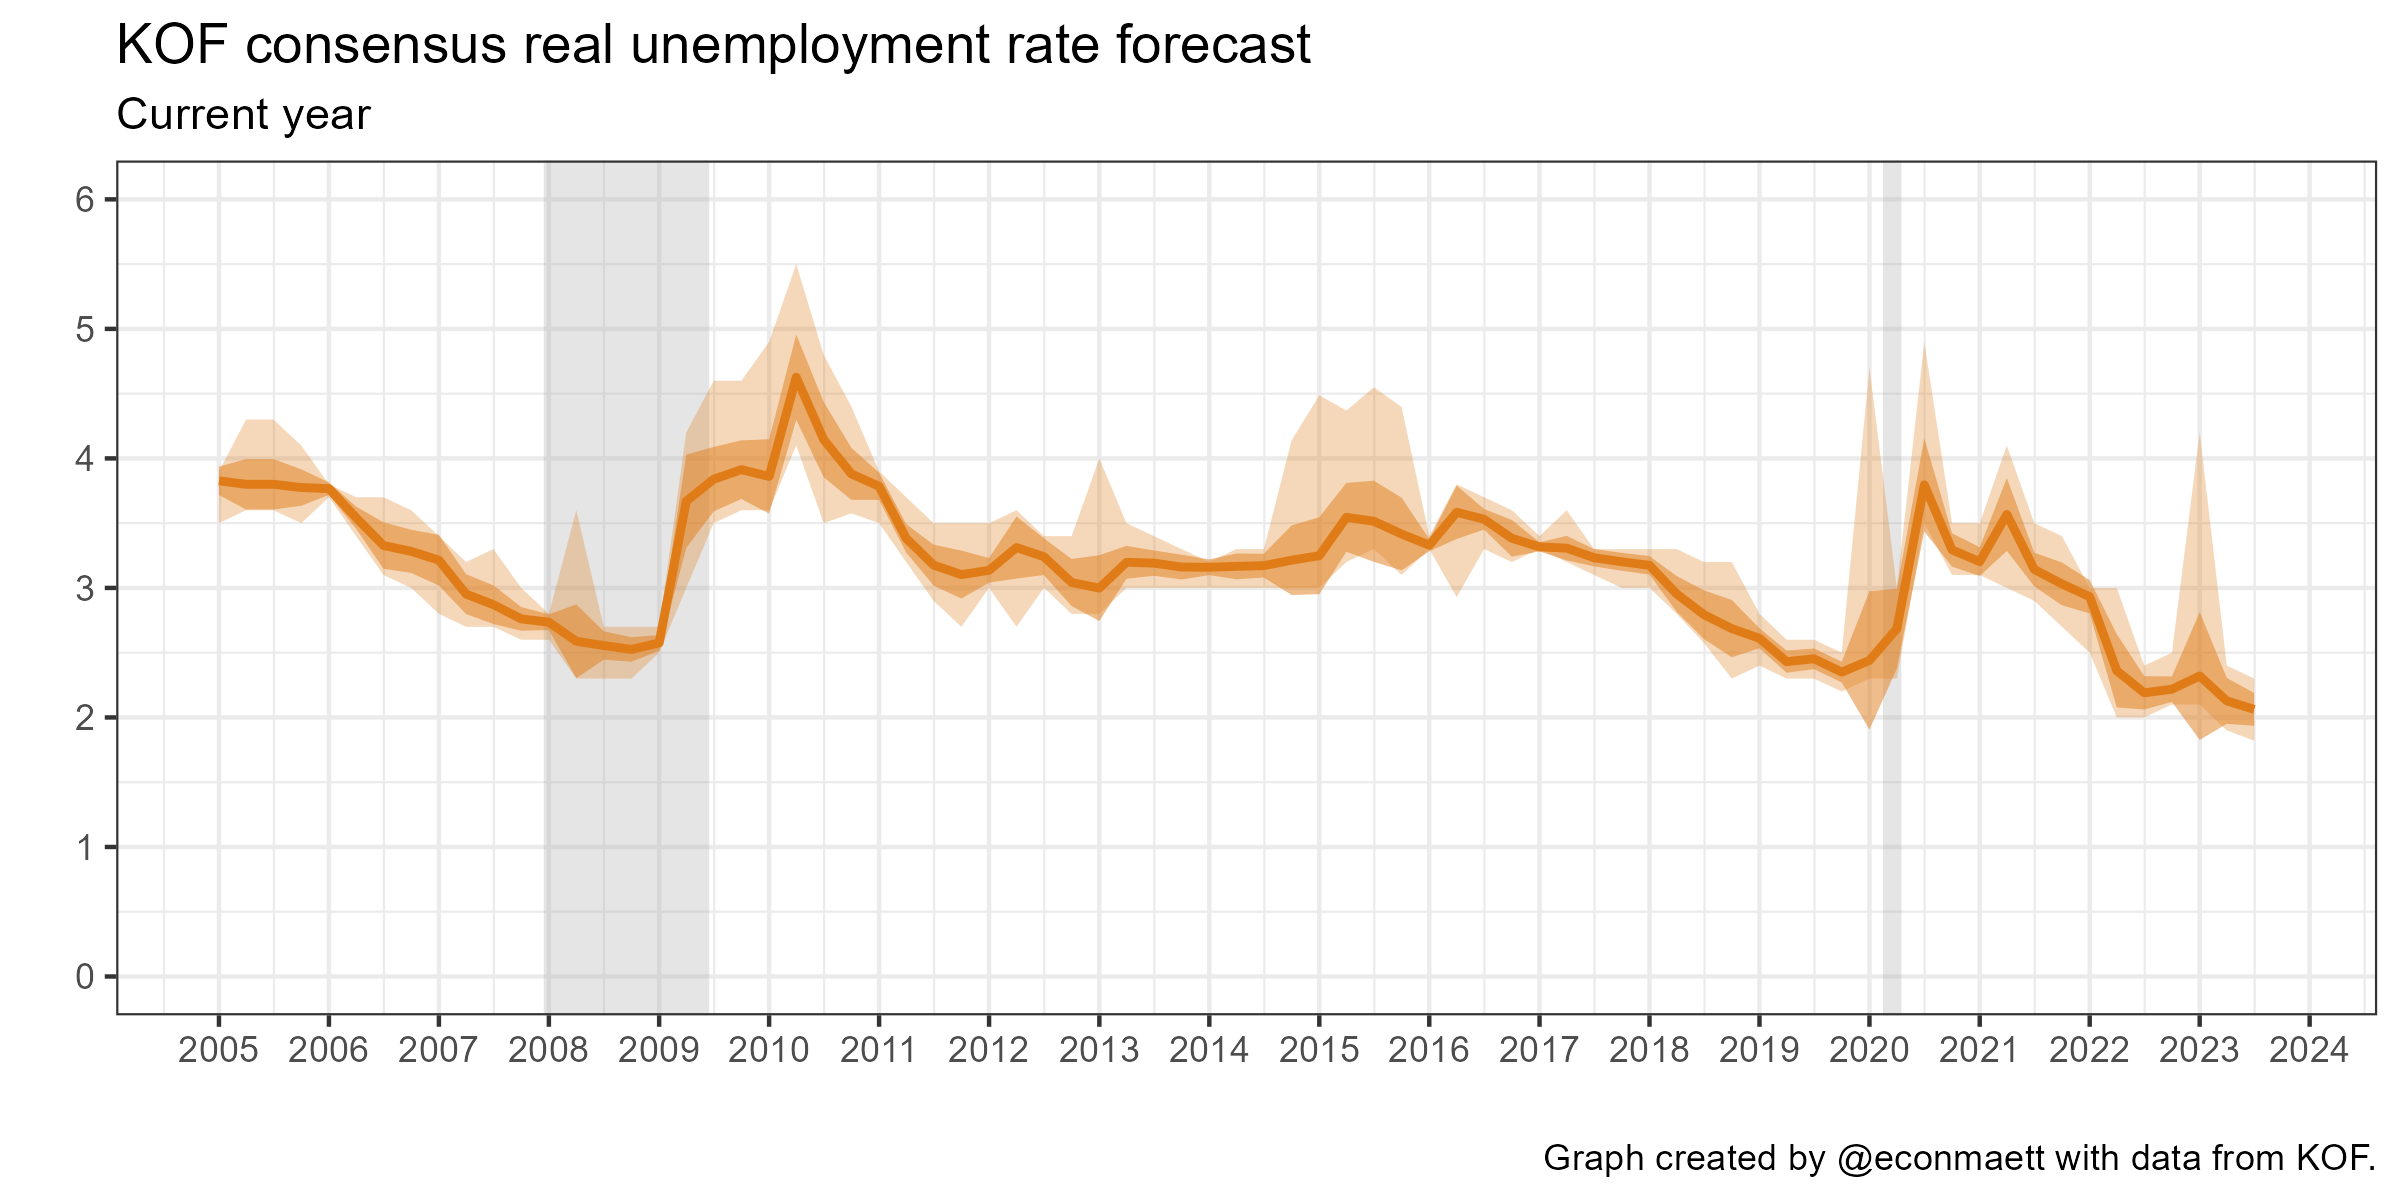 KOF consensus real unemployment rate forecast
Current year
6
5
4
3
2
1
0
2005 2006 2007 2008 2009 2010 2011 2012 2013 2014 2015 2016 2017 2018 2019 2020 2021 2022 2023 2024
Graph created by @econmaett with data from KOF.